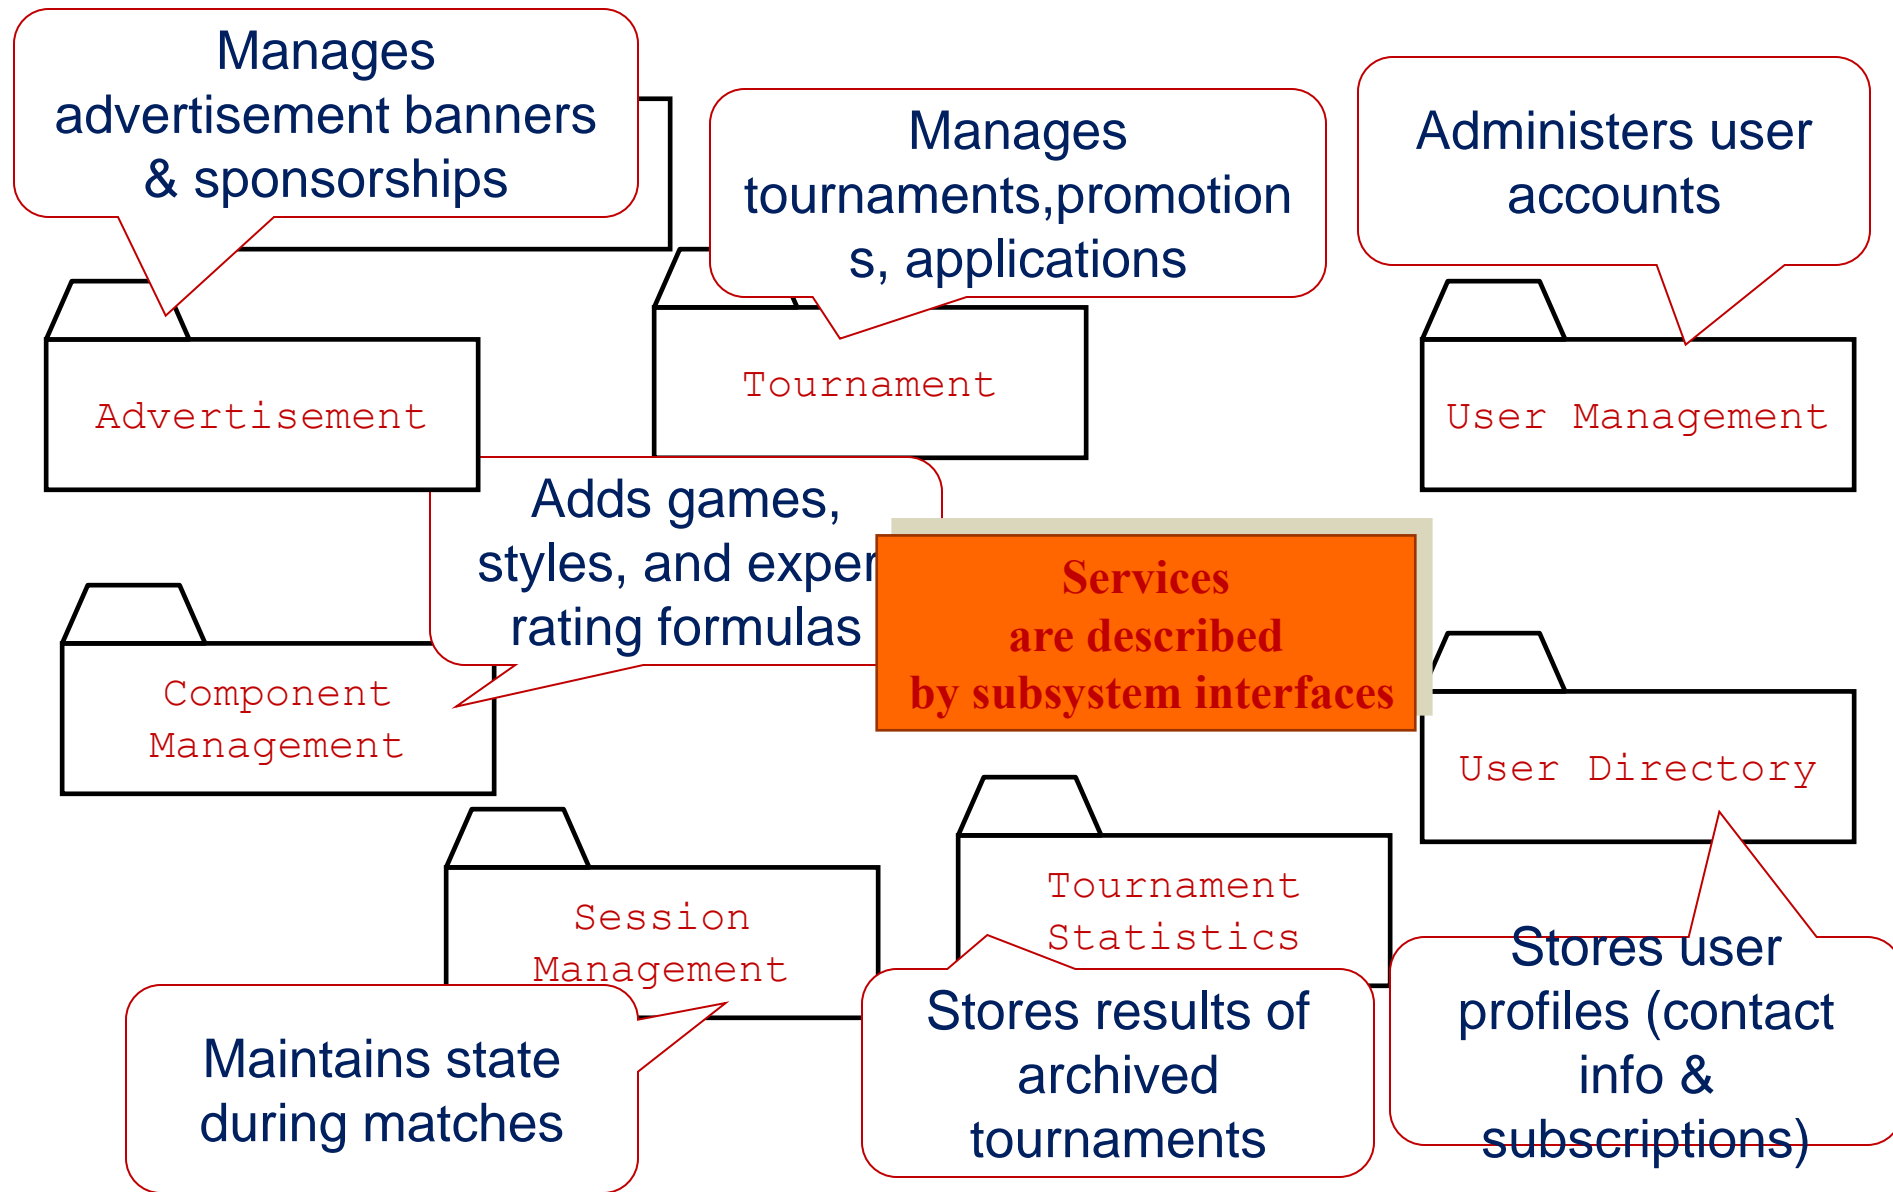 Manages
advertisement banners
& sponsorships
Manages
tournaments,promotion
s, applications
Administers user
accounts
Advertisement
Tournament
User Management
Adds games,
styles, and exper
rating formulas
Services
are described
by subsystem interfaces
Component
Management
User Directory
Session
Management
Tournament
Statistics
Maintains state
during matches
Stores results of
archived
tournaments
Stores user
profiles (contact
info &
subscriptions)